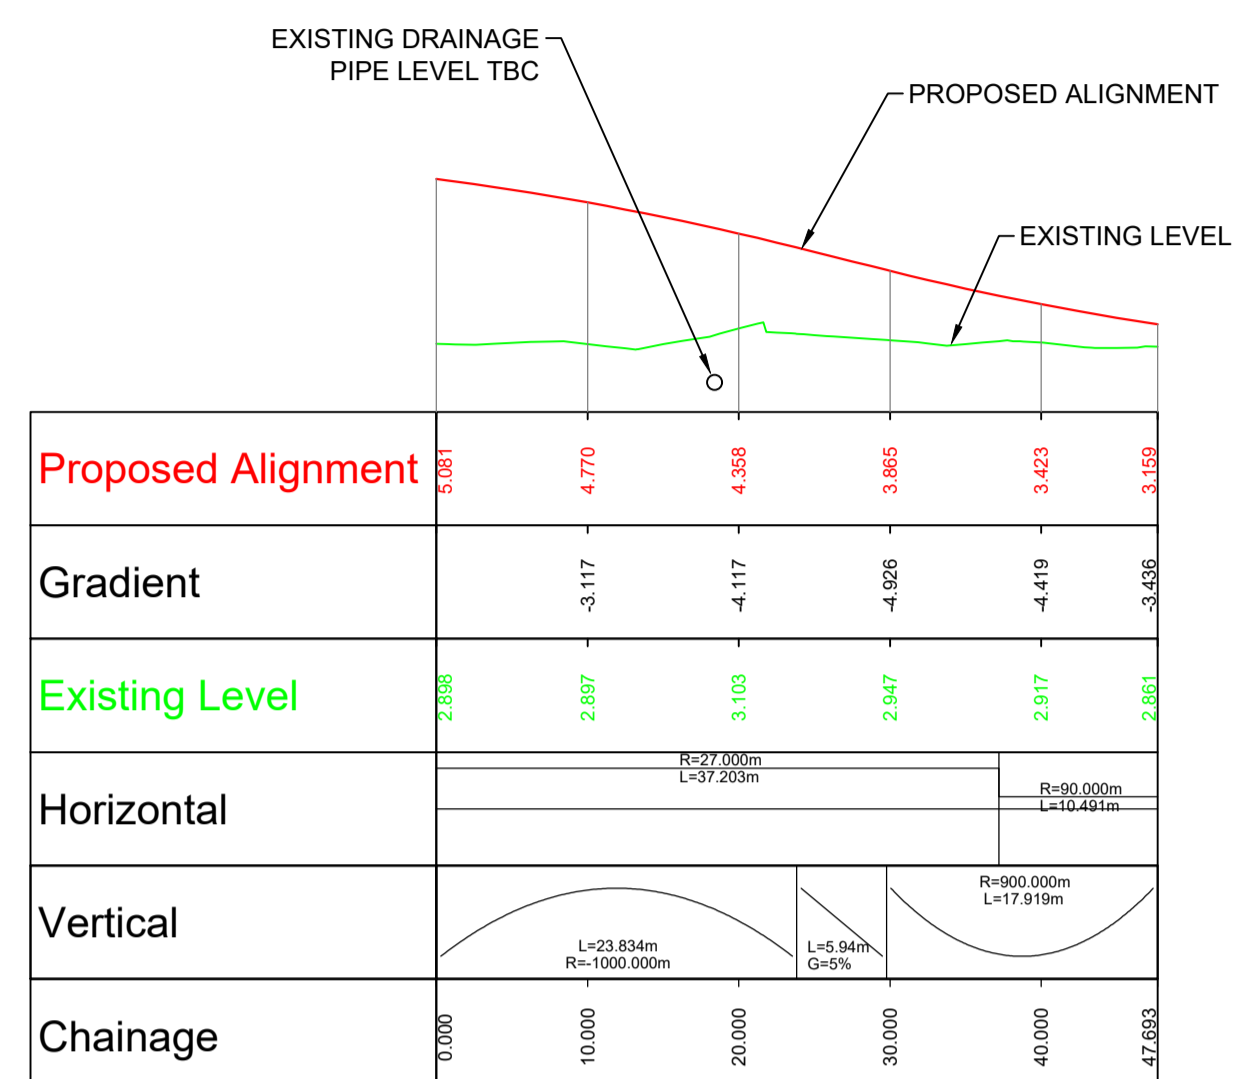 EXISTING DRAINAGE
PIPE LEVEL TBC
PROPOSED ALIGNMENT
EXISTING LEVEL
Proposed Alignment
5.081
4.770
4.358
3.865
3.423
3.159
Gradient
-3.117
-4.117
-4.926
-4.419
-3.436
Existing Level
2.898
2.897
3.103
2.947
2.917
2.861
Horizontal
R=27.000m
L=37.203m
R=90.000m
L=10.491m
Vertical
L=23.834m
R=-1000.000m
L=5.94m
G=5%
R=900.000m
L=17.919m
Chainage
0.000
10.000
20.000
30.000
40.000
47.693